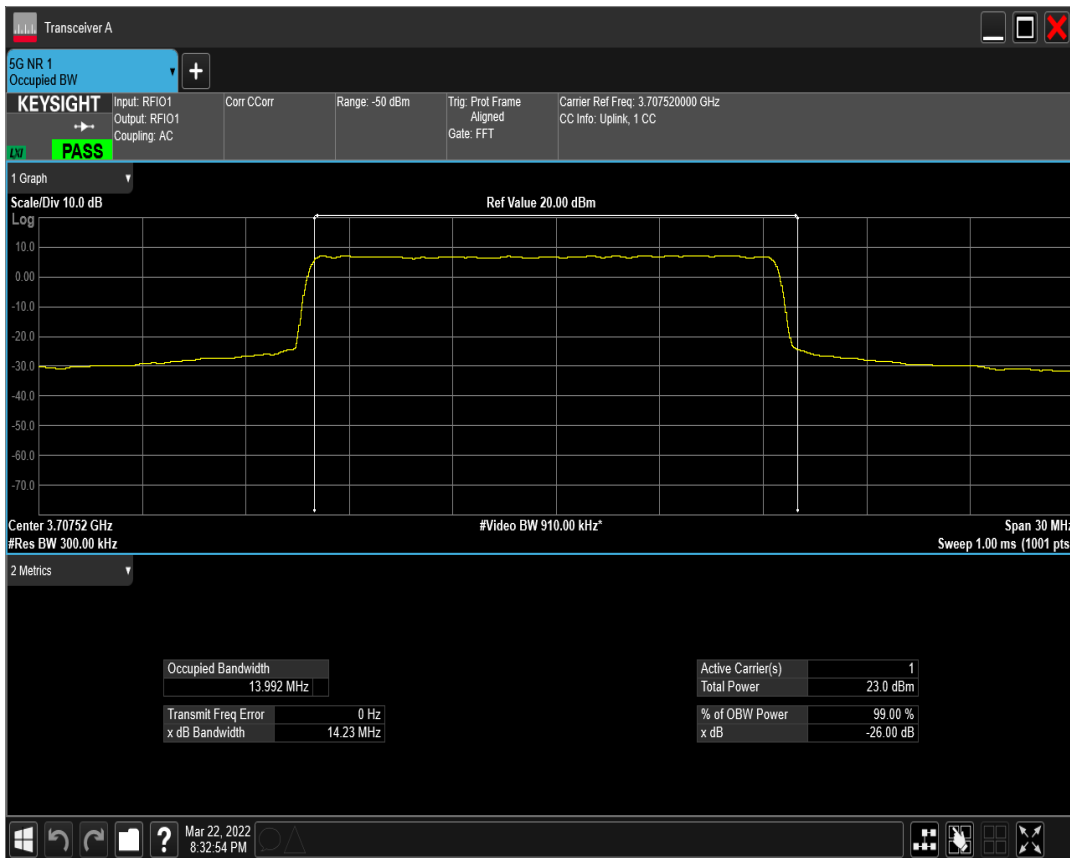 Transceiver A
5G NR 1
Occupied BW
KEYSIGHT
Input: RFIO1
Output: RFIO1
Coupling: AC
Corr CCorr
Range: -50 dBm
Trig: Prot Frame
Aligned
Gate: FFT
Carrier Ref Freq: 3.707520000 GHz
CC Info: Uplink, 1 CC
LXI
PASS
1 Graph
Scale/Div 10.0 dB
Ref Value 20.00 dBm
Log
10.0
0.00
-10.0
-20.0
-30.0
-40.0
-50.0
-60.0
-70.0
Center 3.70752 GHz
#Video BW 910.00 kHz*
Span 30 MHz
#Res BW 300.00 kHz
Sweep 1.00 ms (1001 pts
2 Metrics
Occupied Bandwidth
13.992 MHz
Transmit Freq Error 0 Hz
x dB Bandwidth 14.23 MHz
Active Carrier(s) 1
Total Power 23.0 dBm
% of OBW Power 99.00 %
x dB -26.00 dB
?
Mar 22, 2022
8:32:54 PM